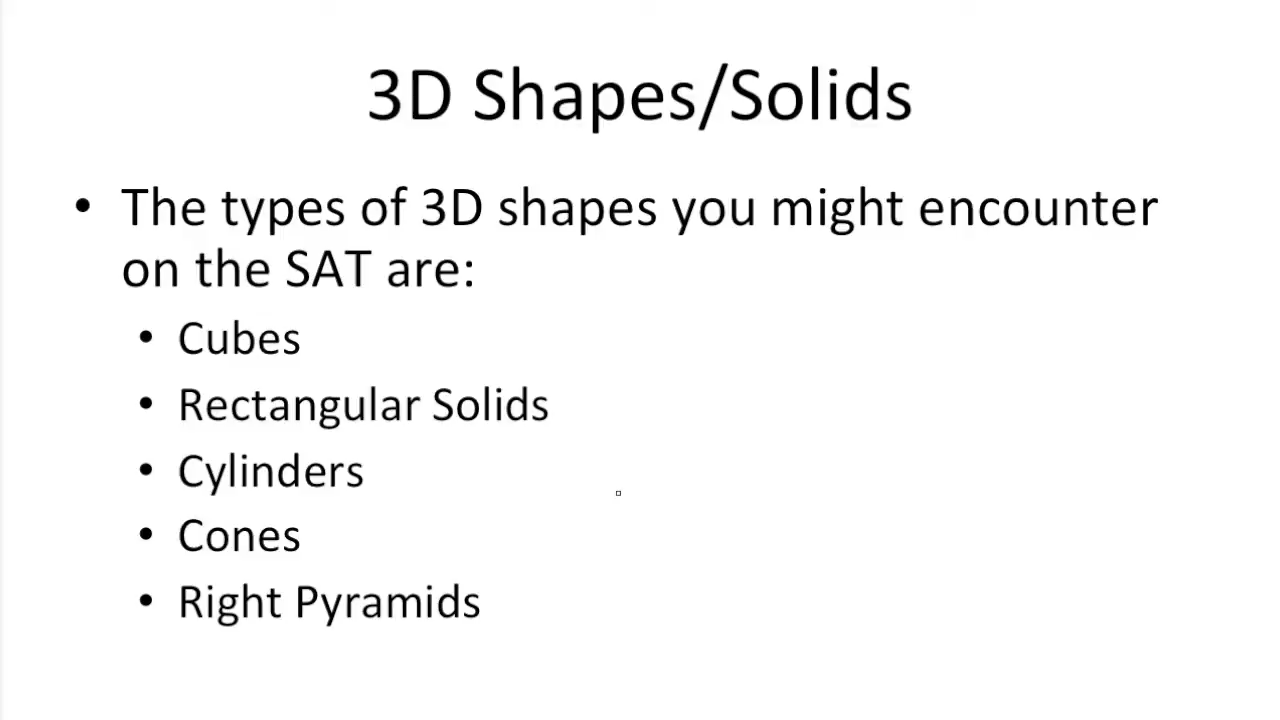 3D Shapes/Solids
• The types of 3D shapes you might encounter
on the SAT are:
• Cubes
• Rectangular Solids
• Cylinders
• Cones
• Right Pyramids